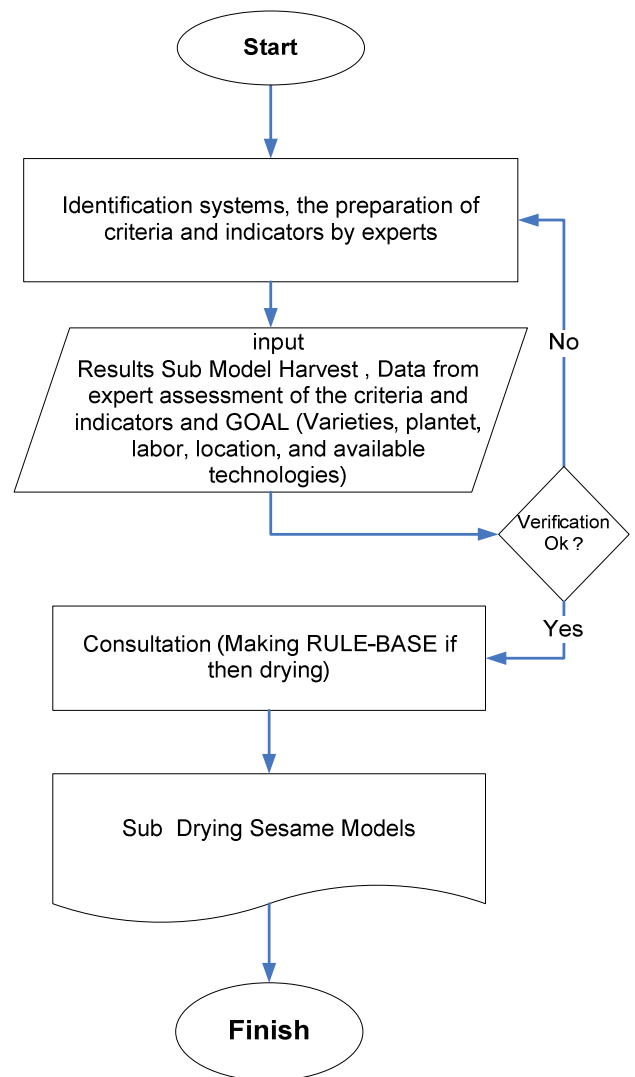 Start
Identification systems, the preparation of
criteria and indicators by experts
input
Results Sub Model Harvest , Data from
expert assessment of the criteria and
indicators and GOAL (Varieties, plantet,
labor, location, and available
technologies)
No
Verification
Ok ?
Yes
Consultation (Making RULE-BASE if
then drying)
Sub Drying Sesame Models
Finish